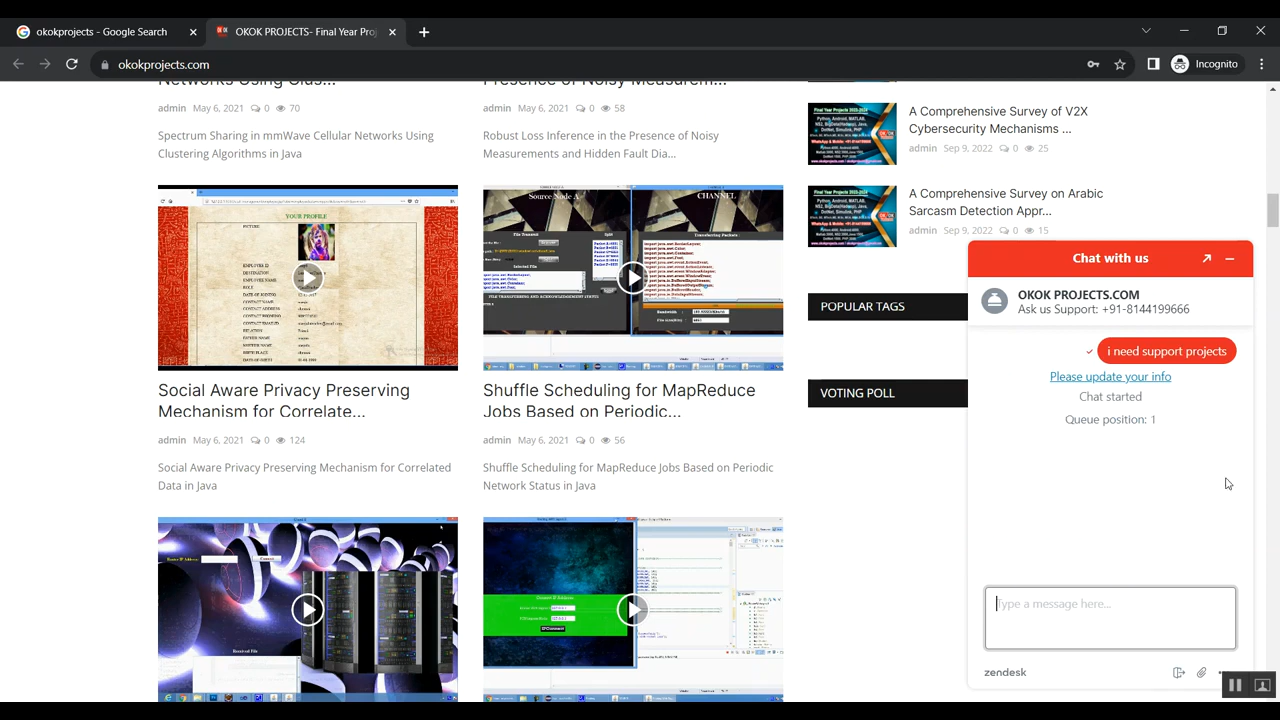 okokprojects - Google Search
OKOK PROJECTS- Final Year Proj
okokprojects.com
Incognito
Networks Using Glus...
Presence of Noisy Measurem...
admin May 6, 2021 0 70
admin May 6, 2021 0 58
Spectrum Sharing in mmWave Cellular Networks Using
Clustering Algorithms in Java
Robust Loss Inference in the Presence of Noisy
Measurements and Hidden Fault Dia...
A Comprehensive Survey of V2X
Cybersecurity Mechanisms ...
admin Sep 9, 2022 0 25
A Comprehensive Survey on Arabic
Sarcasm Detection Appr...
admin Sep 9, 2022 0 15
YOUR PROFILE
Source Node A
CHANNEL
Social Aware Privacy Preserving
Mechanism for Correlate...
admin May 6, 2021 0 124
Social Aware Privacy Preserving Mechanism for Correlated
Data in Java
Shuffle Scheduling for MapReduce
Jobs Based on Periodic...
admin May 6, 2021 0 56
Shuffle Scheduling for MapReduce Jobs Based on Periodic
Network Status in Java
POPULAR TAGS
VOTING POLL
Chat with us
OKOK PROJECTS.COM
Ask us Support +91- 8144199666
i need support projects
Please update your info
Chat started
Queue position: 1
Type a message here...
zendesk